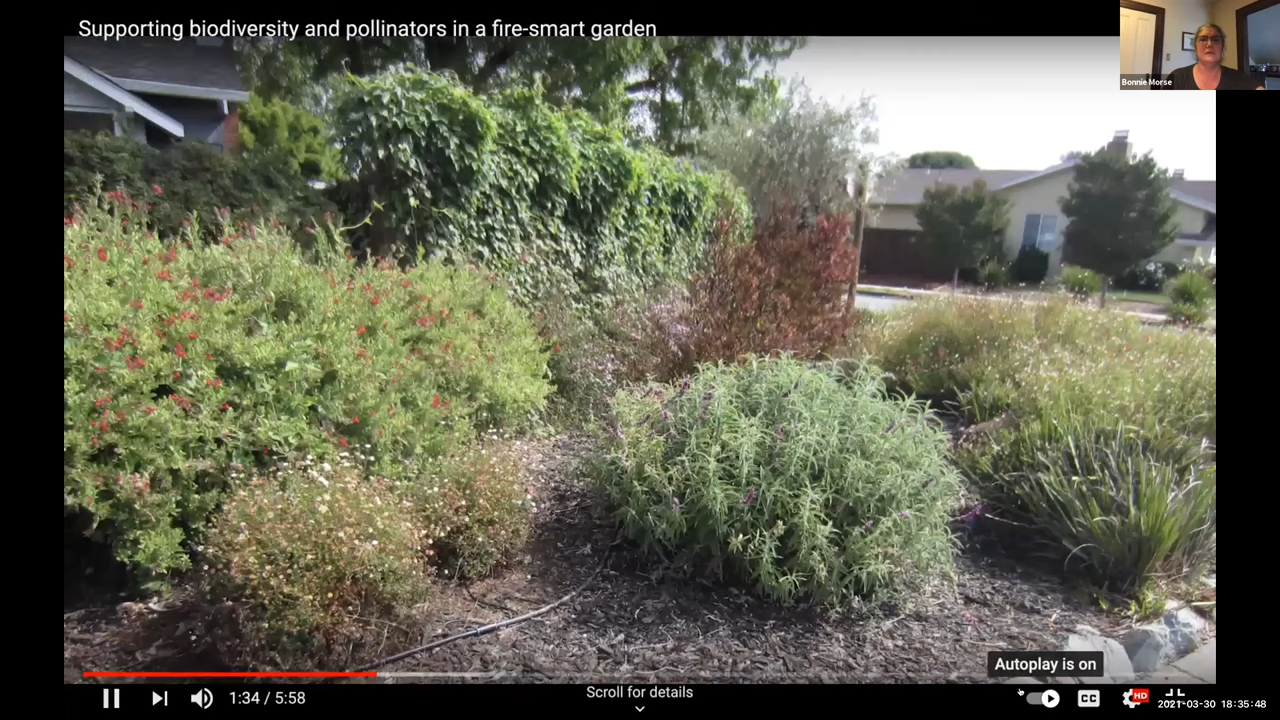 Supporting biodiversity and pollinators in a fire-smart garden
Bonnie Morse
Autoplay is on
1:34 / 5:58
Scroll for details
CC
HD
2021-03-30 18:35:48